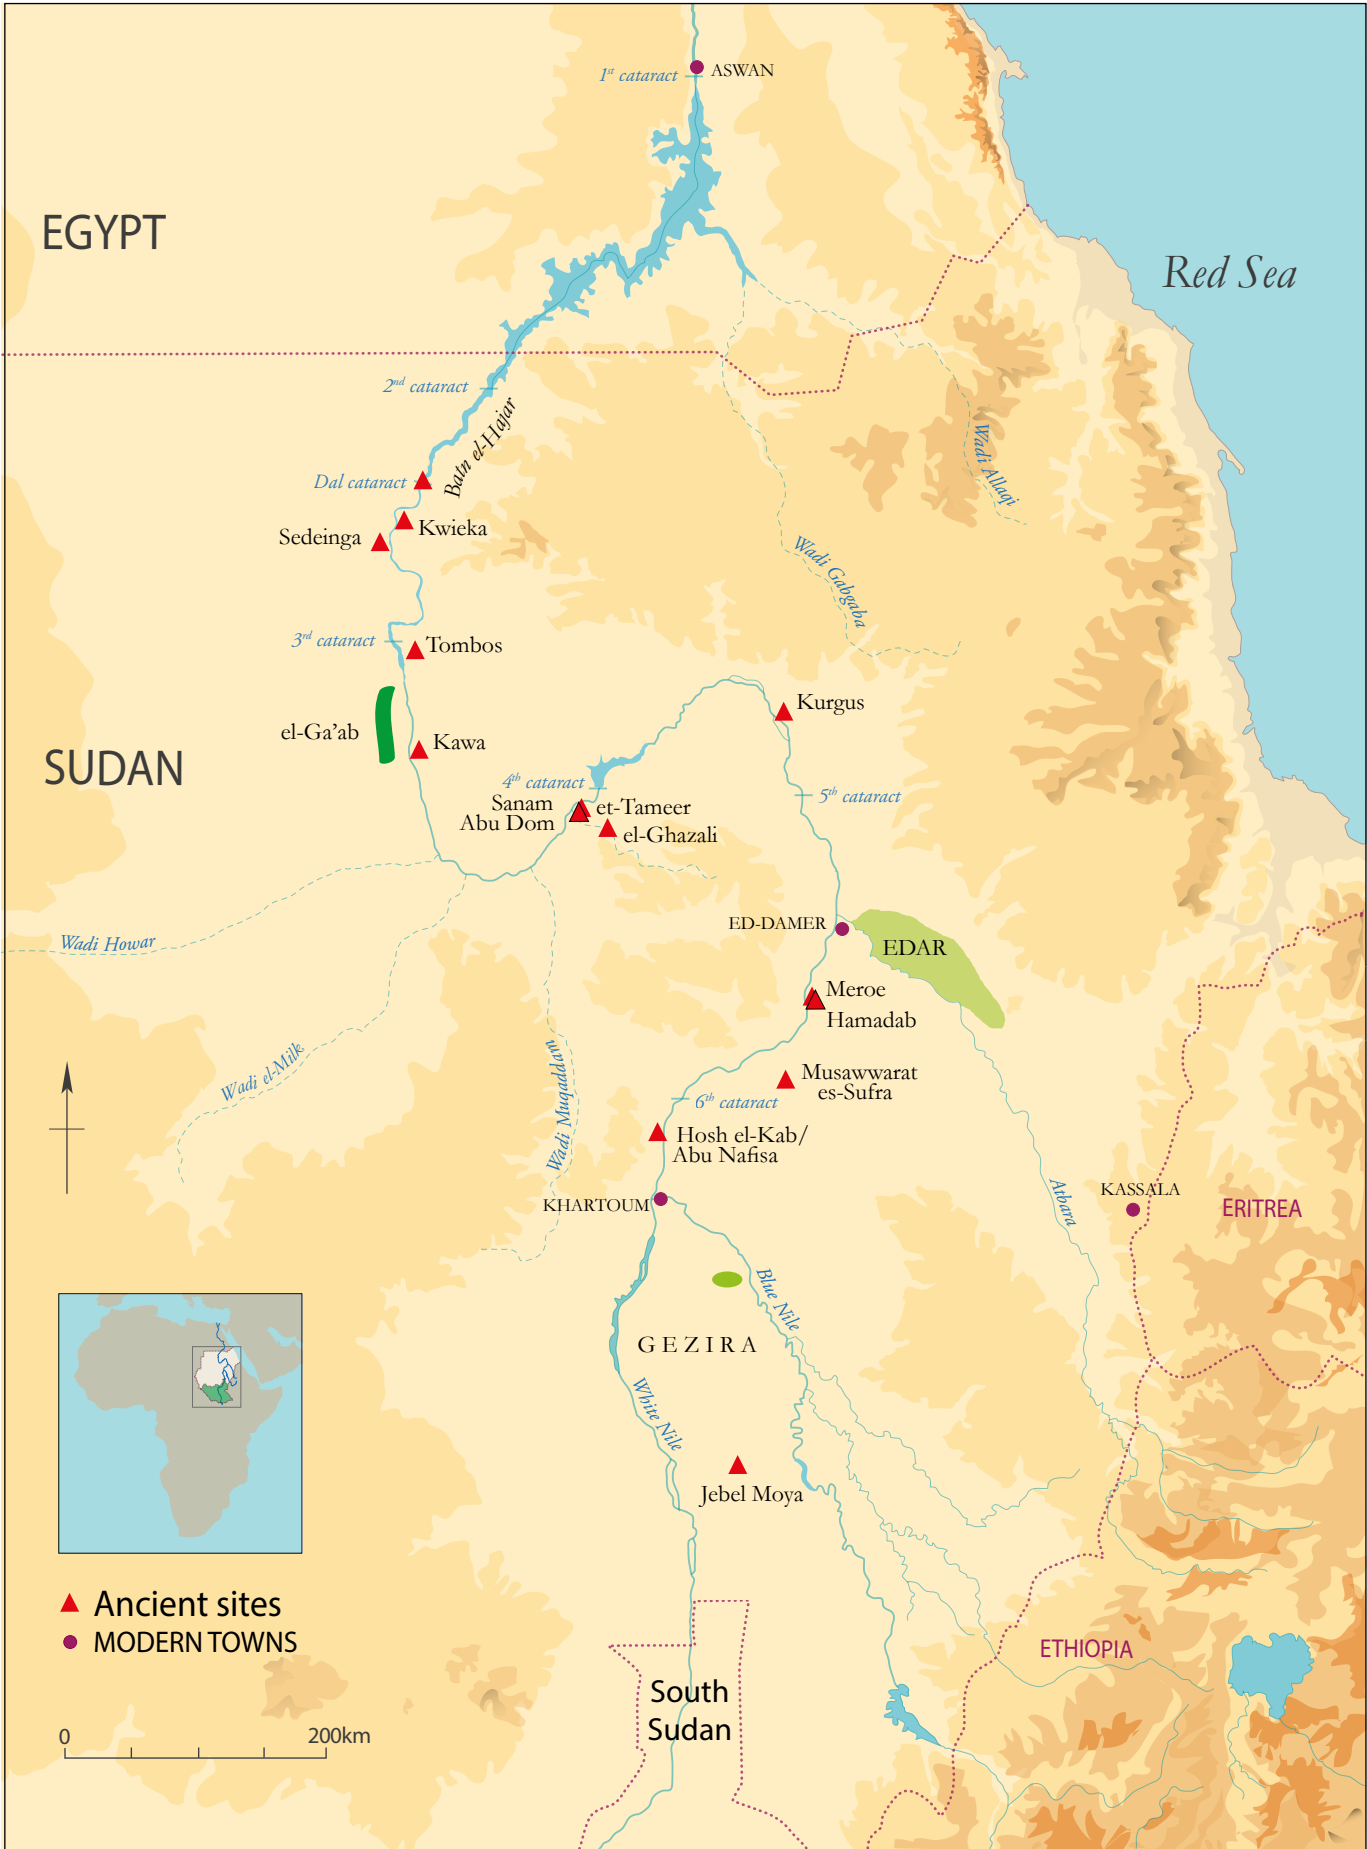 1st cataract
ASWAN
EGYPT
Red Sea
2nd cataract
Batn el-Hajar
Wadi Allaqi
Dal cataract
Kwieka
Sedeinga
Wadi Gabgaba
3rd cataract
Tombos
Kurgus
el-Ga'ab
Kawa
SUDAN
4th cataract
5th cataract
Sanam
Abu Dom
et-Tameer
el-Ghazali
ED-DAMER
EDAR
Wadi Howar
Meroe
Hamadab
Wadi el-Milk
Wadi Muqaddam
Musawwarat
es-Sufra
6th cataract
Hosh el-Kab/
Abu Nafisa
Atbara
KASSALA
KHARTOUM
ERITREA
Blue Nile
GEZIRA
White Nile
Jebel Moya
Ancient sites
MODERN TOWNS
ETHIOPIA
South
Sudan
0
200km